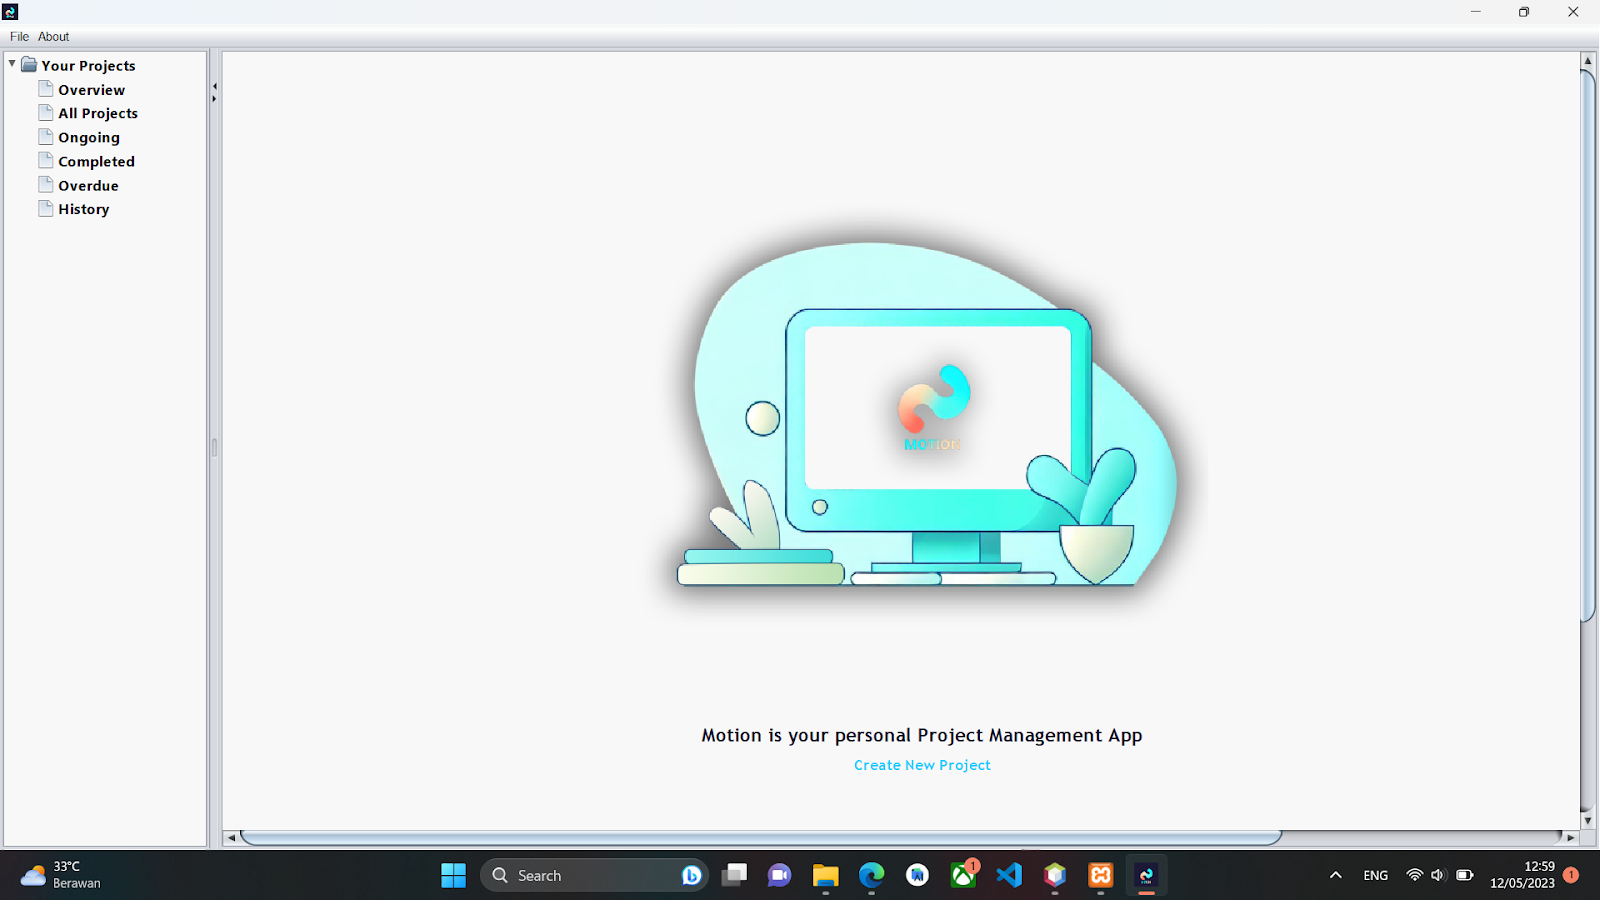 File About
Your Projects
Overview
All Projects
Ongoing
Completed
Overdue
History
MOTION
Motion is your personal Project Management App
Create New Project
33°C
Berawan
Search
1
ENG
12:59
12/05/2023
1